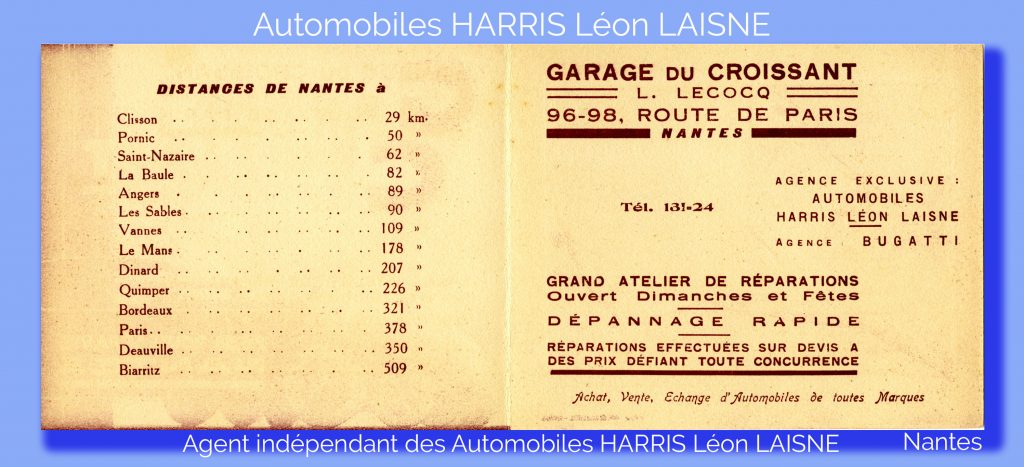 Automobiles HARRIS Léon LAISNE
DISTANCES DE NANTES à
Clisson . . . . . . . 29 km.
Pornic . . . . . . . 50 »
Saint-Nazaire . . . . . . 62 »
La Baule . . . . . . . 82 »
Angers . . . . . . . 89 »
Les Sables . . . . . . 90 »
Vannes . . . . . . . 109 »
Le Mans . . . . . . . 178 »
Dinard . . . . . . . 207 »
Quimper . . . . . . . 226 »
Bordeaux . . . . . . . 321 »
Paris . . . . . . . 378 »
Deauville . . . . . . . 350 »
Biarritz . . . . . . . 509 »
GARAGE DU CROISSANT
L. LECOCQ
96-98, ROUTE DE PARIS
NANTES
Tél. 131-24
AGENCE EXCLUSIVE :
AUTOMOBILES
HARRIS LÉON LAISNE
AGENCE : BUGATTI
GRAND ATELIER DE RÉPARATIONS
Ouvert Dimanches et Fêtes
DÉPANNAGE RAPIDE
RÉPARATIONS EFFECTUÉES SUR DEVIS A
DES PRIX DÉFIANT TOUTE CONCURRENCE
Achat, Vente, Echange d'Automobiles de toutes Marques
Agent indépendant des Automobiles HARRIS Léon LAISNE
Nantes